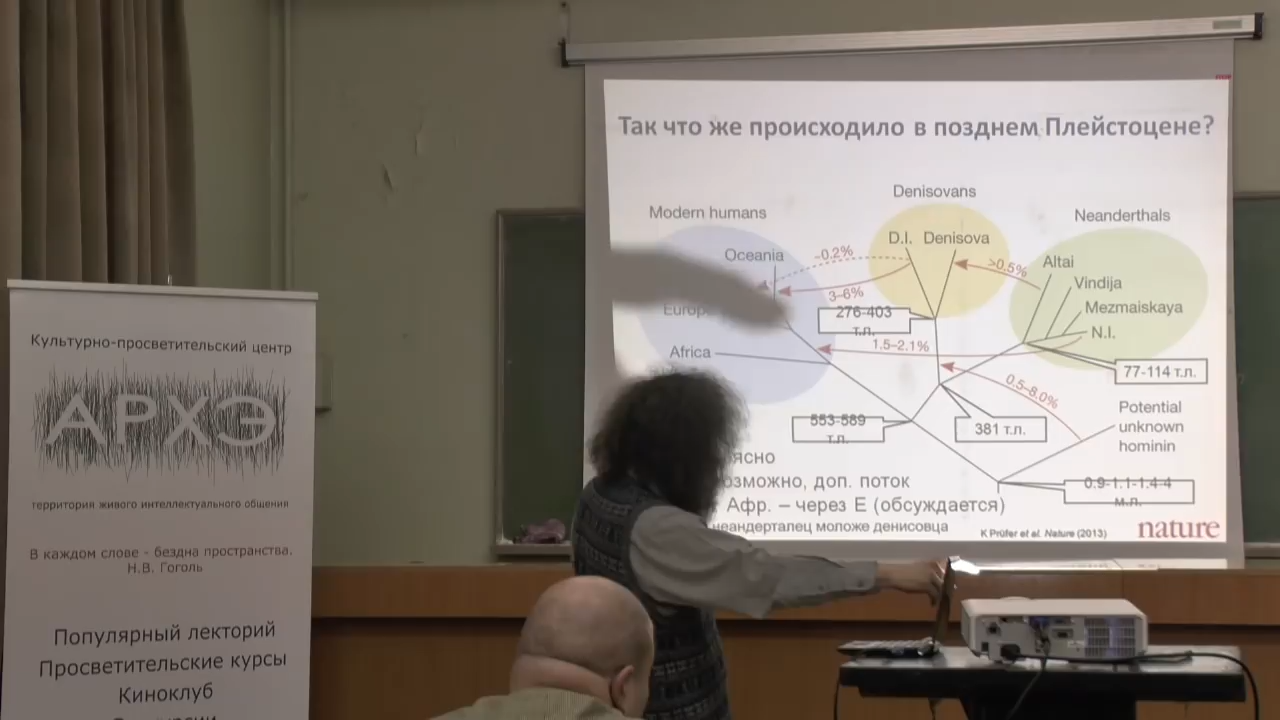 Культурно-просветительский центр
АРХЭ
территория живого интеллектуального общения
В каждом слове - бездна пространства.
Н.В. Гоголь
Популярный лекторий
Просветительские курсы
Киноклуб
Так что же происходило в позднем Плейстоцене?
Denisovans
Modern humans
Neanderthals
D.I. Denisova
Oceania
~0.2%
>0.5%
Altai
Vindija
3–6%
Mezmaiskaya
276-403
т.л.
N.I.
1.5–2.1%
Africa
77-114 т.л.
0.5–8.0%
Potential
unknown
hominin
553-589
т.л.
381 т.л.
ясно
озможно, доп. поток
0.9-1.1-1.4-4
м.л.
Афр. – через Е (обсуждается)
неандерталец моложе денисовца
K Prüfer et al. Nature (2013)
nature